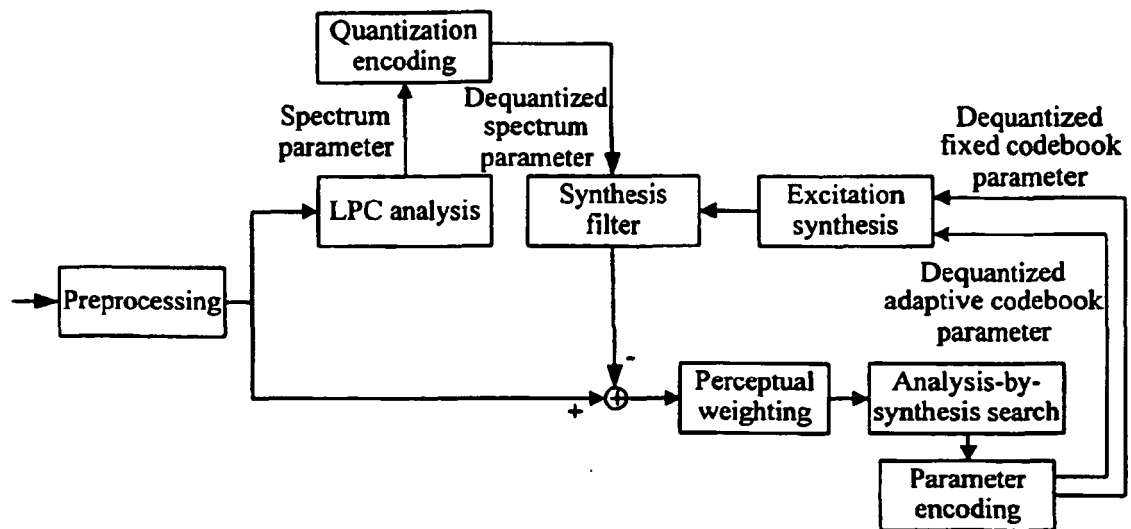 Quantization
encoding
Spectrum
parameter
Dequantized
spectrum
parameter
Dequantized
fixed codebook
parameter
LPC analysis
Synthesis
filter
Excitation
synthesis
Preprocessing
Dequantized
adaptive codebook
parameter
-
+
Perceptual
weighting
Analysis-by-
synthesis search
Parameter
encoding